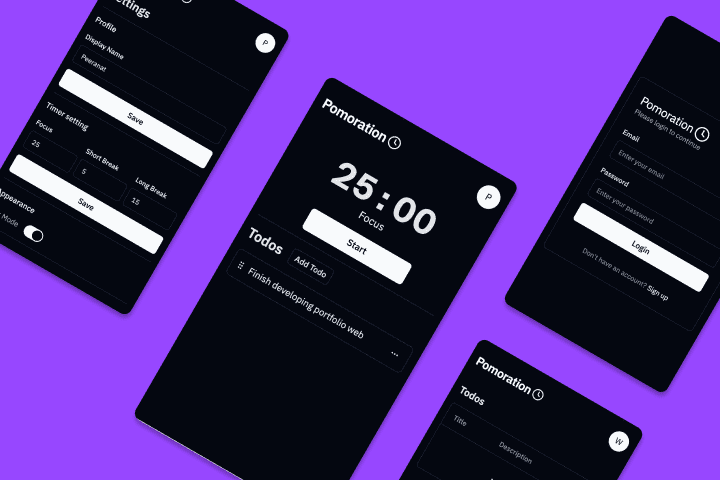 ettings
P
Profile
Display Name
Peeranat
Save
Timer setting
Focus
Short Break
Long Break
25
5
15
Save
Appearance
Mode
Pomoration
P
25:00
Focus
Start
Todos
Add Todo
Finish developing portfolio web
...
Pomoration
Please login to continue
Email
Enter your email
Password
Enter your password
Login
Don't have an account? Sign up
Pomoration
W
Todos
Title
Description